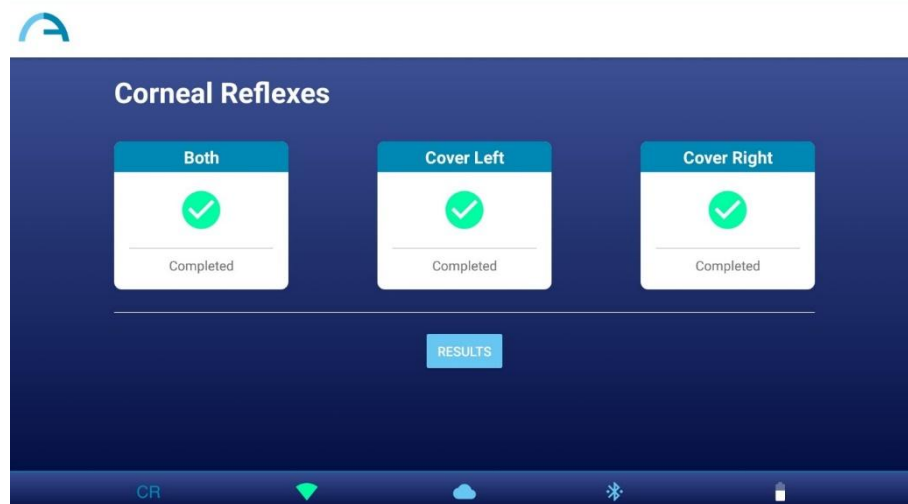 Corneal Reflexes
Both
Cover Left
Cover Right
Completed
Completed
Completed
RESULTS
CR